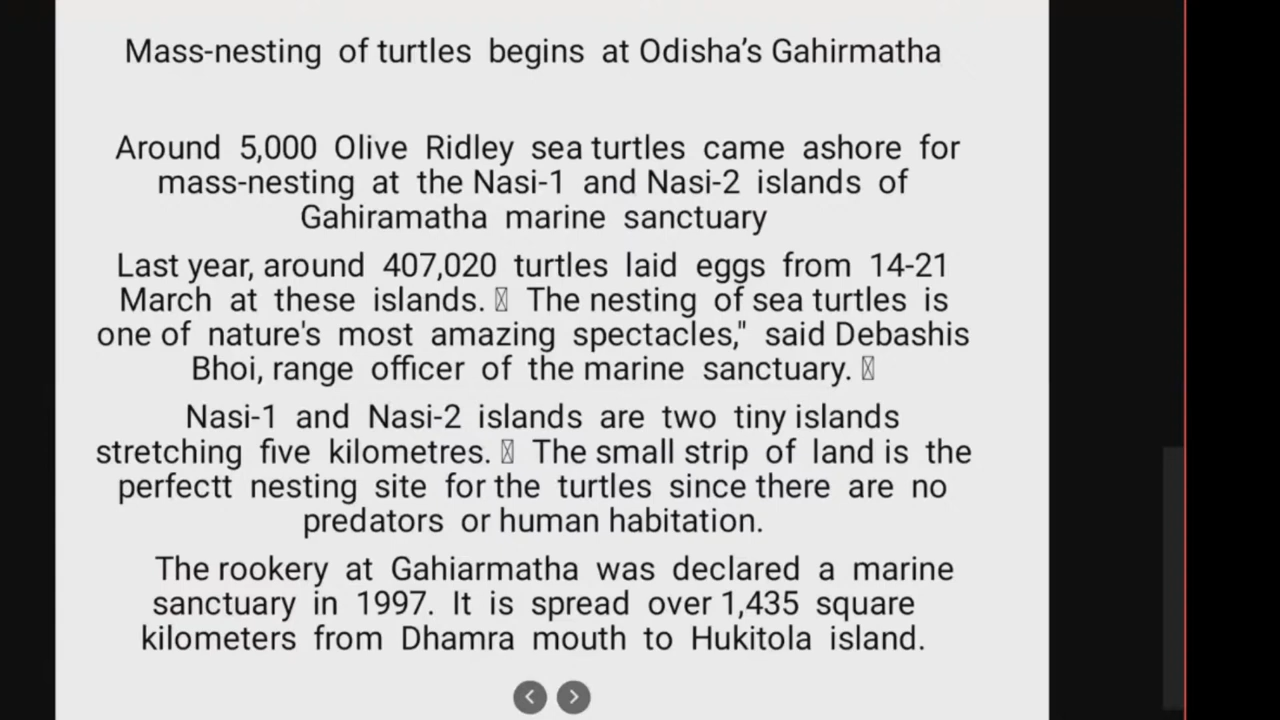 Mass-nesting of turtles begins at Odisha’s Gahirmatha
Around 5,000 Olive Ridley sea turtles came ashore for
mass-nesting at the Nasi-1 and Nasi-2 islands of
Gahiramatha marine sanctuary
Last year, around 407,020 turtles laid eggs from 14-21
March at these islands. The nesting of sea turtles is
one of nature's most amazing spectacles," said Debashis
Bhoi, range officer of the marine sanctuary.
Nasi-1 and Nasi-2 islands are two tiny islands
stretching five kilometres. The small strip of land is the
perfectt nesting site for the turtles since there are no
predators or human habitation.
The rookery at Gahiarmatha was declared a marine
sanctuary in 1997. It is spread over 1,435 square
kilometers from Dhamra mouth to Hukitola island.